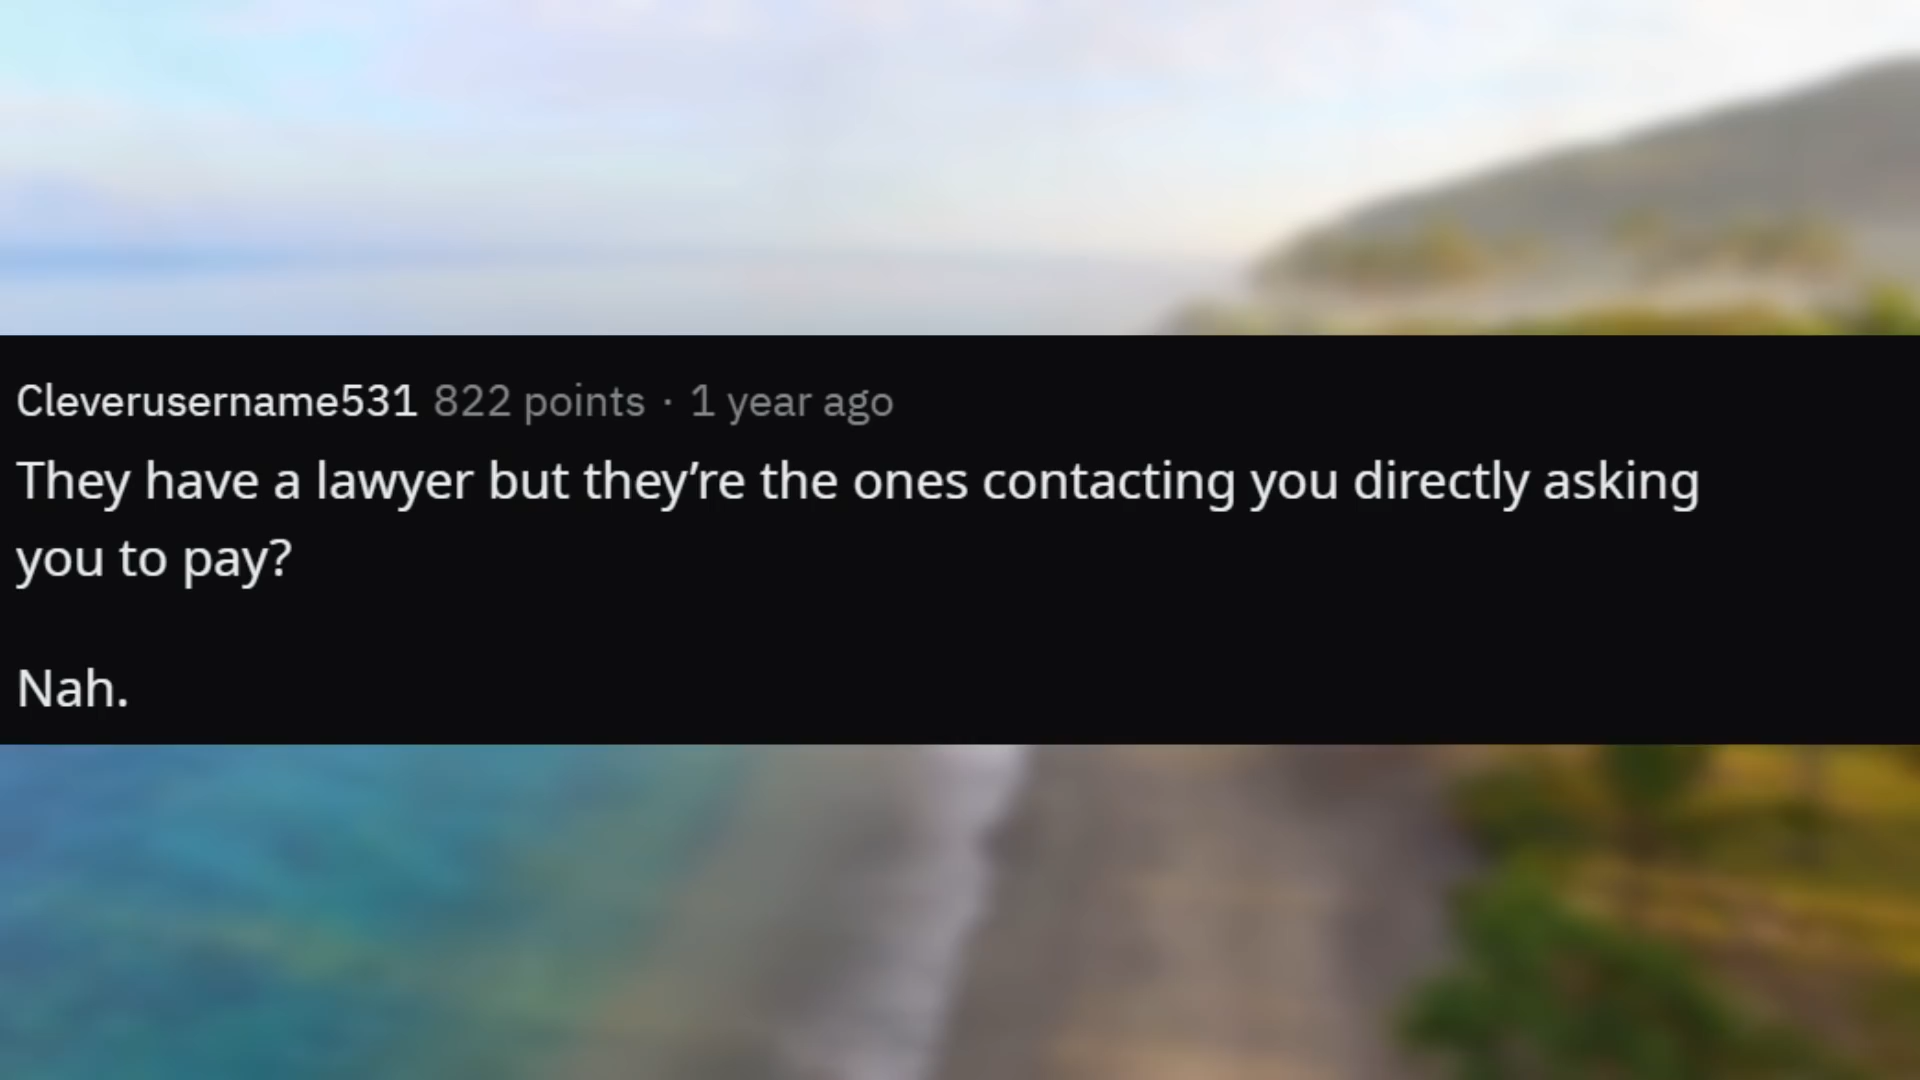 Cleverusername531 822 points · 1 year ago
They have a lawyer but they’re the ones contacting you directly asking
you to pay?
Nah.